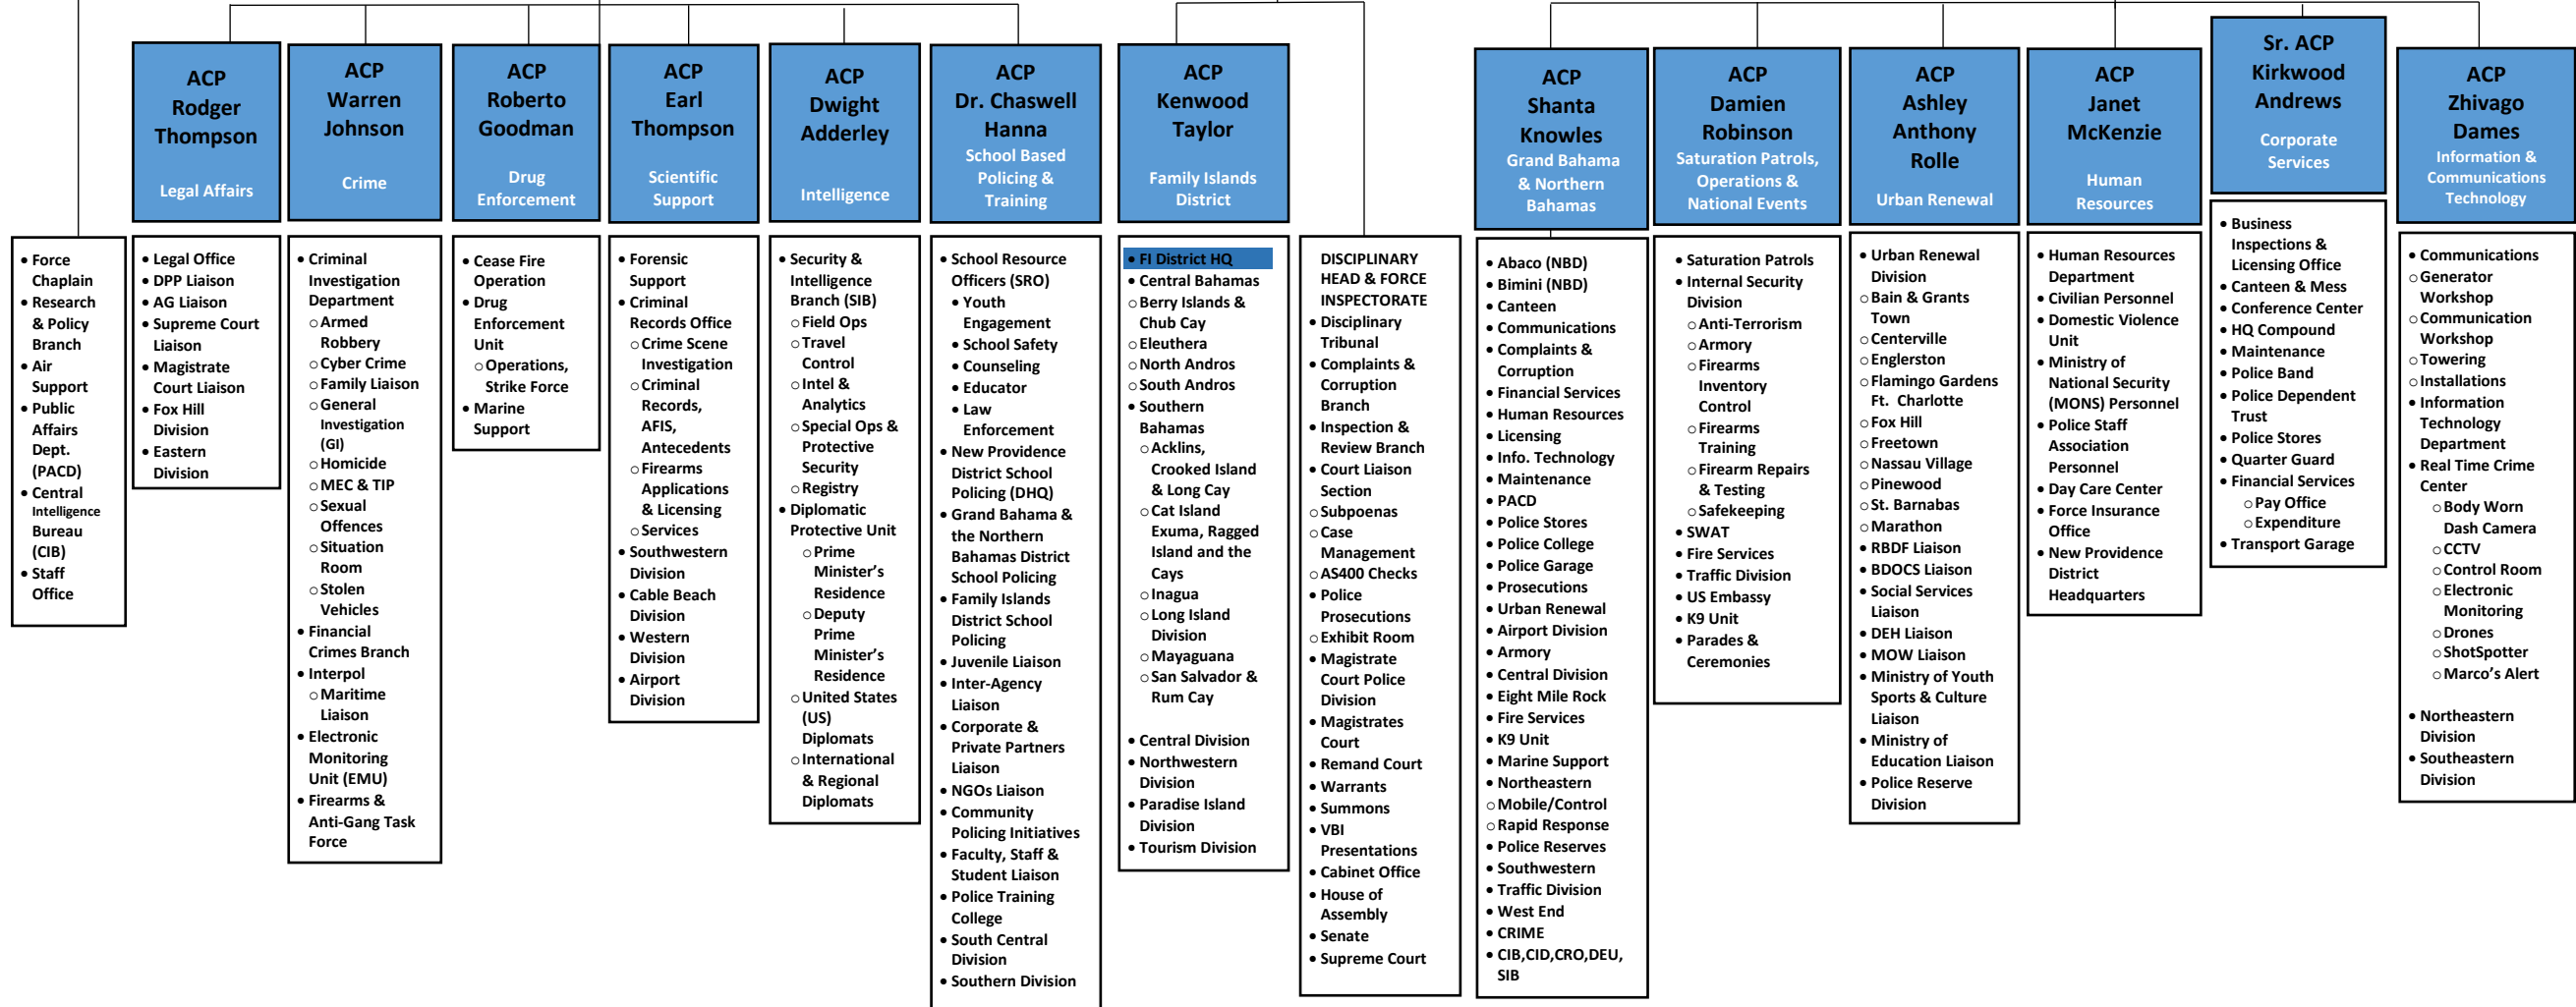 ACP
Rodger
Thompson
Legal Affairs
ACP
Warren
Johnson
Crime
ACP
Roberto
Goodman
Drug
Enforcement
ACP
Earl
Thompson
Scientific
Support
ACP
Dwight
Adderley
Intelligence
ACP
Dr. Chaswell
Hanna
School Based
Policing &
Training
ACP
Kenwood
Taylor
Family Islands
District
ACP
Shanta
Knowles
Grand Bahama
& Northern
Bahamas
ACP
Damien
Robinson
Saturation Patrols,
Operations &
National Events
ACP
Ashley
Anthony
Rolle
Urban Renewal
ACP
Janet
McKenzie
Human
Resources
Sr. ACP
Kirkwood
Andrews
Corporate
Services
ACP
Zhivago
Dames
Information &
Communications
Technology
• Force
Chaplain
• Research
& Policy
Branch
• Air
Support
• Public
Affairs
Dept.
(PACD)
• Central
Intelligence
Bureau
(CIB)
• Staff
Office
• Legal Office
• DPP Liaison
• AG Liaison
• Supreme Court
Liaison
• Magistrate
Court Liaison
• Fox Hill
Division
• Eastern
Division
• Criminal
Investigation
Department
○ Armed
Robbery
○ Cyber Crime
○ Family Liaison
○ General
Investigation
(GI)
○ Homicide
○ MEC & TIP
○ Sexual
Offences
○ Situation
Room
○ Stolen
Vehicles
• Financial
Crimes Branch
• Interpol
○ Maritime
Liaison
• Electronic
Monitoring
Unit (EMU)
• Firearms &
Anti-Gang Task
Force
• Cease Fire
Operation
• Drug
Enforcement
Unit
○ Operations,
Strike Force
• Marine
Support
• Forensic
Support
• Criminal
Records Office
○ Crime Scene
Investigation
○ Criminal
Records,
AFIS,
Antecedents
○ Firearms
Applications
& Licensing
○ Services
• Southwestern
Division
• Cable Beach
Division
• Western
Division
• Airport
Division
• Security &
Intelligence
Branch (SIB)
○ Field Ops
○ Travel
Control
○ Intel &
Analytics
○ Special Ops &
Protective
Security
○ Registry
• Diplomatic
Protective Unit
○ Prime
Minister's
Residence
○ Deputy
Prime
Minister's
Residence
○ United States
(US)
Diplomats
○ International
& Regional
Diplomats
• School Resource
Officers (SRO)
• Youth
Engagement
• School Safety
• Counseling
• Educator
• Law
Enforcement
• New Providence
District School
Policing (DHQ)
• Grand Bahama &
the Northern
Bahamas District
School Policing
• Family Islands
District School
Policing
• Juvenile Liaison
• Inter-Agency
Liaison
• Corporate &
Private Partners
Liaison
• NGOs Liaison
• Community
Policing Initiatives
• Faculty, Staff &
Student Liaison
• Police Training
College
• South Central
Division
• Southern Division
• FI District HQ
• Central Bahamas
○ Berry Islands &
Chub Cay
○ Eleuthera
○ North Andros
○ South Andros
• Southern
Bahamas
○ Acklins,
Crooked Island
& Long Cay
○ Cat Island
Exuma, Ragged
Island and the
Cays
○ Inagua
○ Long Island
Division
○ Mayaguana
○ San Salvador &
Rum Cay
• Central Division
• Northwestern
Division
• Paradise Island
Division
• Tourism Division
DISCIPLINARY
HEAD & FORCE
INSPECTORATE
• Disciplinary
Tribunal
• Complaints &
Corruption
Branch
• Inspection &
Review Branch
• Court Liaison
Section
○ Subpoenas
○ Case
Management
○ AS400 Checks
• Police
Prosecutions
○ Exhibit Room
• Magistrate
Court Police
Division
• Magistrates
Court
• Remand Court
• Warrants
• Summons
• VBI
Presentations
• Cabinet Office
• House of
Assembly
• Senate
• Supreme Court
• Abaco (NBD)
• Bimini (NBD)
• Canteen
• Communications
• Complaints &
Corruption
• Financial Services
• Human Resources
• Licensing
• Info. Technology
• Maintenance
• PACD
• Police Stores
• Police College
• Police Garage
• Prosecutions
• Urban Renewal
• Airport Division
• Armory
• Central Division
• Eight Mile Rock
• Fire Services
• K9 Unit
• Marine Support
• Northeastern
○ Mobile/Control
○ Rapid Response
• Police Reserves
• Southwestern
• Traffic Division
• West End
• CRIME
• CIB,CID,CRO,DEU,
SIB
• Saturation Patrols
• Internal Security
Division
○ Anti-Terrorism
○ Armory
○ Firearms
Inventory
Control
○ Firearms
Training
○ Firearm Repairs
& Testing
○ Safekeeping
• SWAT
• Fire Services
• Traffic Division
• US Embassy
• K9 Unit
• Parades &
Ceremonies
• Urban Renewal
Division
○ Bain & Grants
Town
○ Centerville
○ Englerston
○ Flamingo Gardens
Ft. Charlotte
○ Fox Hill
○ Freetown
○ Nassau Village
○ Pinewood
○ St. Barnabas
○ Marathon
• RBDF Liaison
• BDOCS Liaison
• Social Services
Liaison
• DEH Liaison
• MOW Liaison
• Ministry of Youth
Sports & Culture
Liaison
• Ministry of
Education Liaison
• Police Reserve
Division
• Human Resources
Department
• Civilian Personnel
• Domestic Violence
Unit
• Ministry of
National Security
(MONS) Personnel
• Police Staff
Association
Personnel
• Day Care Center
• Force Insurance
Office
• New Providence
District
Headquarters
• Business
Inspections &
Licensing Office
• Canteen & Mess
• Conference Center
• HQ Compound
• Maintenance
• Police Band
• Police Dependent
Trust
• Police Stores
• Quarter Guard
• Financial Services
○ Pay Office
○ Expenditure
• Transport Garage
• Communications
○ Generator
Workshop
○ Communication
Workshop
○ Towering
○ Installations
• Information
Technology
Department
• Real Time Crime
Center
○ Body Worn
Dash Camera
○ CCTV
○ Control Room
○ Electronic
Monitoring
○ Drones
○ ShotSpotter
○ Marco's Alert
• Northeastern
Division
• Southeastern
Division